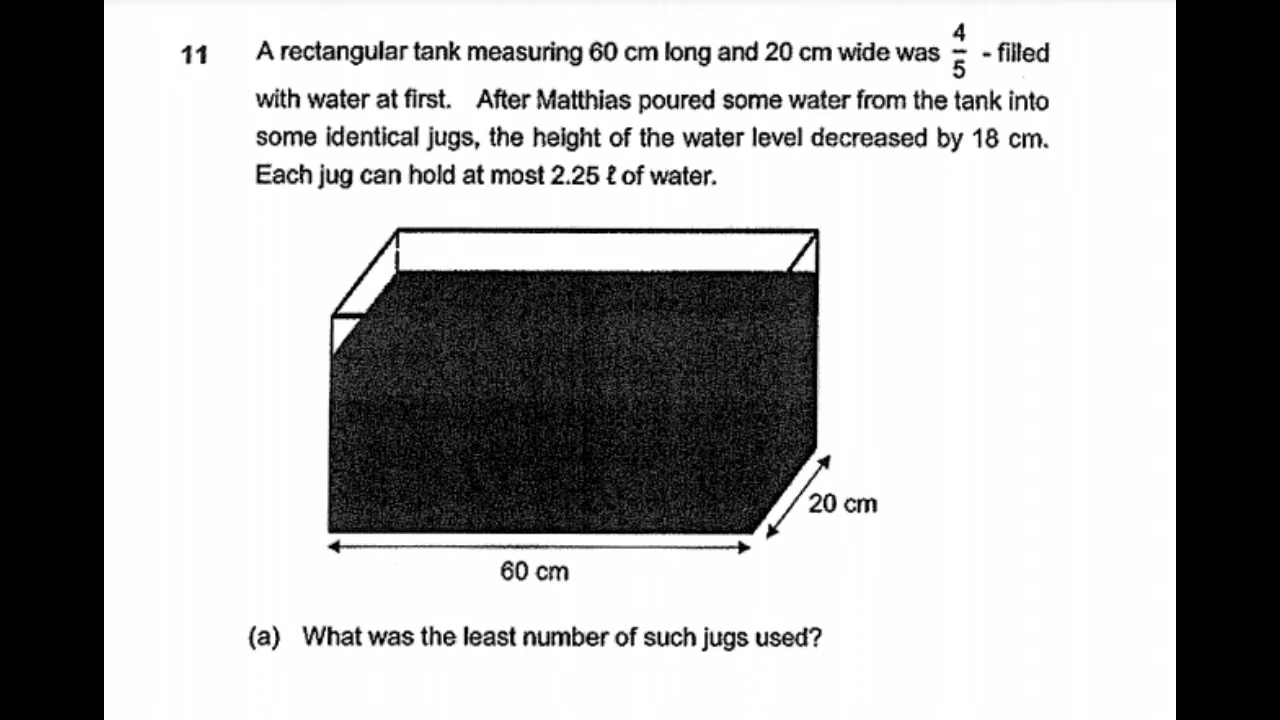 11 A rectangular tank measuring 60 cm long and 20 cm wide was 4/5 - filled
with water at first. After Matthias poured some water from the tank into
some identical jugs, the height of the water level decreased by 18 cm.
Each jug can hold at most 2.25 ℓ of water.
20 cm
60 cm
(a) What was the least number of such jugs used?